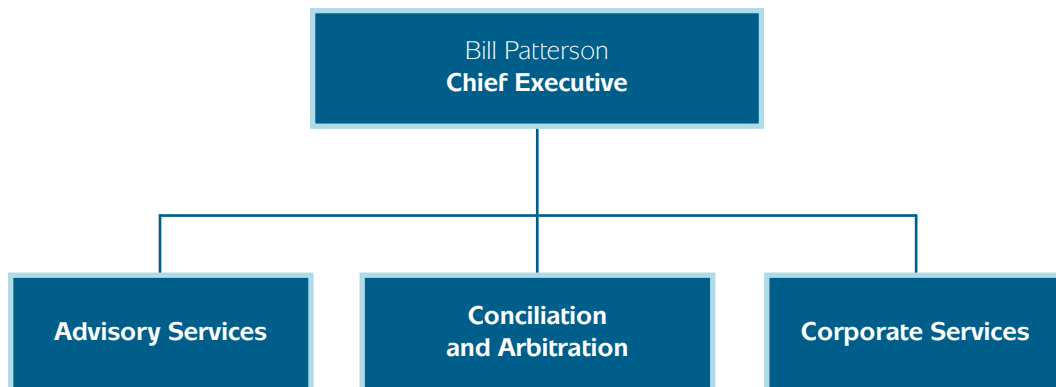 Bill Patterson
Chief Executive
Advisory Services
Conciliation
and Arbitration
Corporate Services